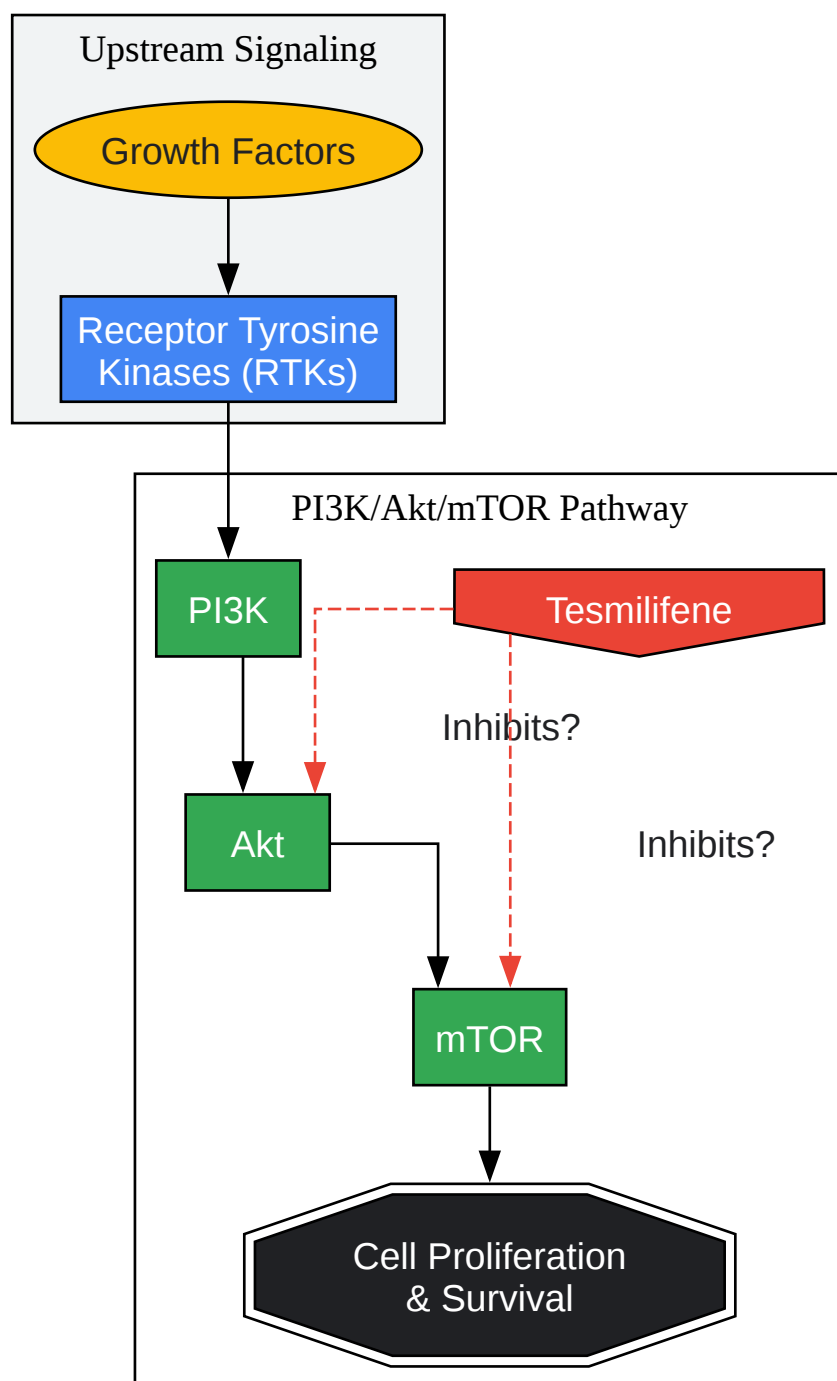 Upstream Signaling
Growth Factors
Receptor Tyrosine
Kinases (RTKs)
PI3K/Akt/mTOR Pathway
PI3K
Tesmilifene
Inhibits?
Akt
Inhibits?
mTOR
Cell Proliferation
& Survival